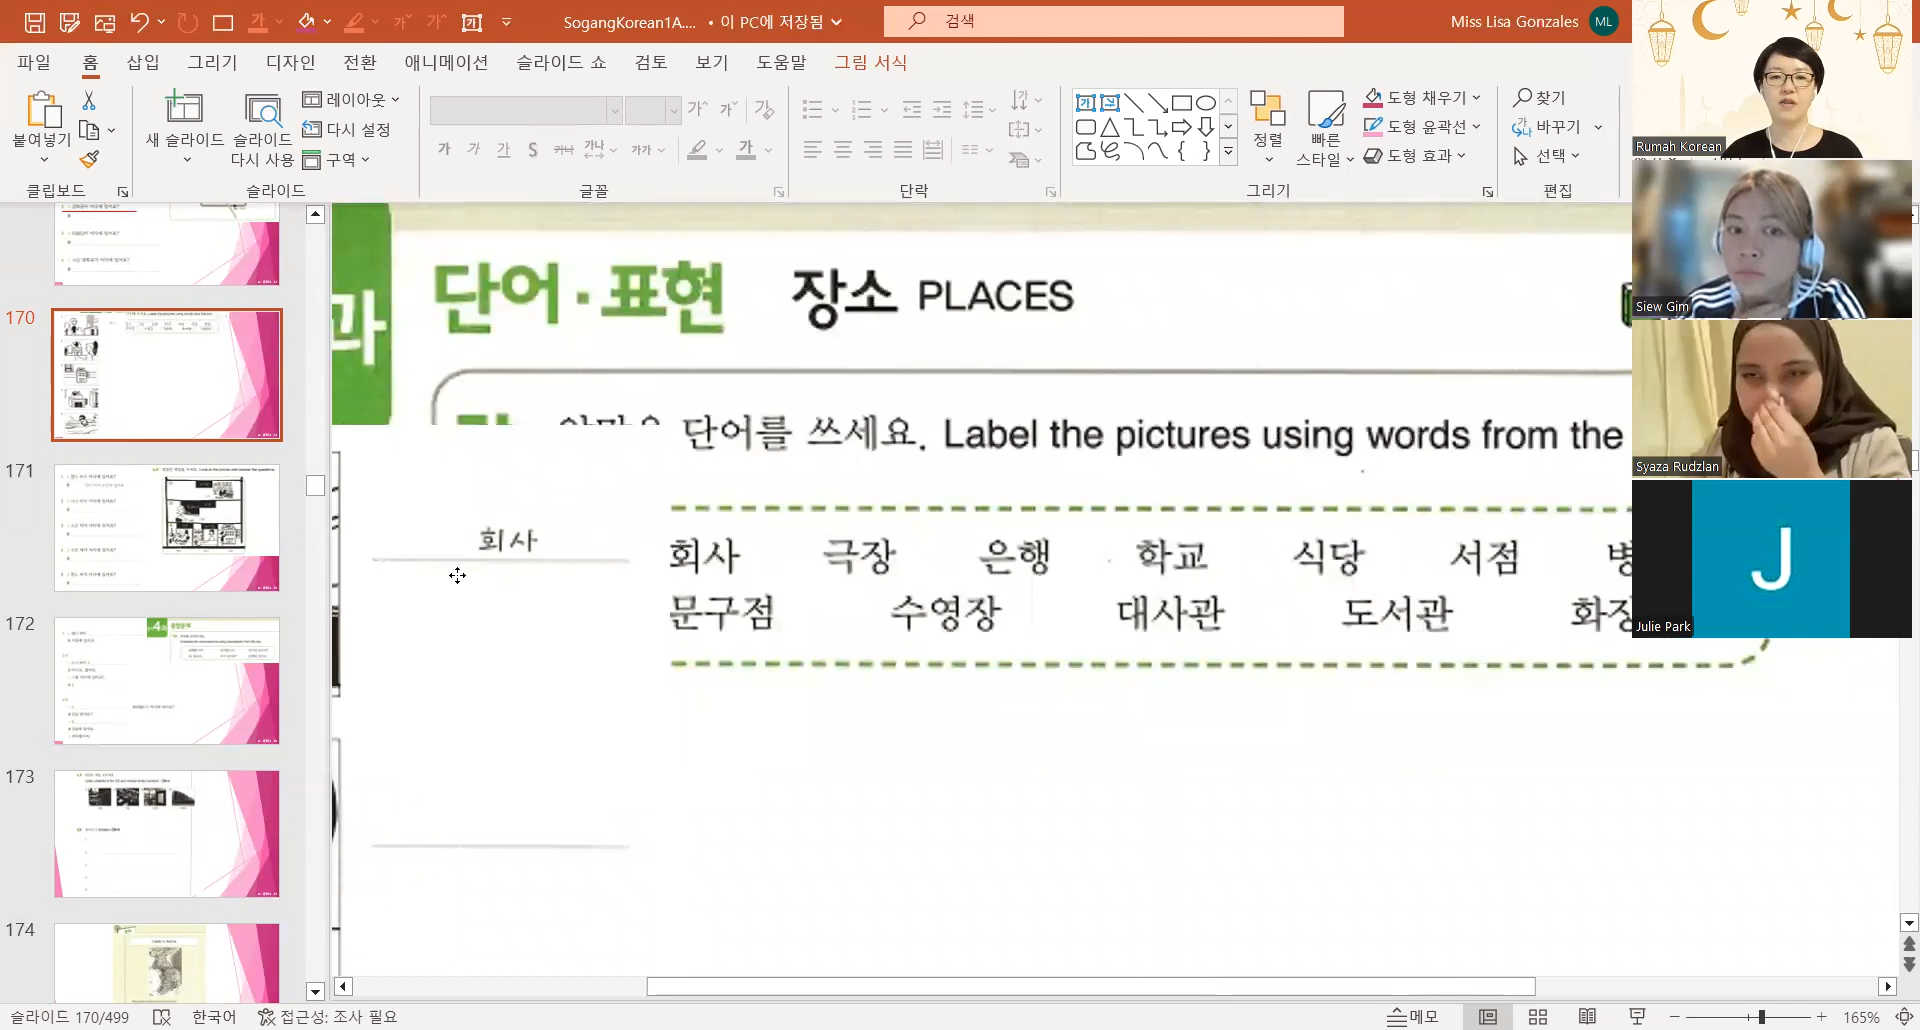 SogangKorean1A.... • 이 PC에 저장됨
검색
Miss Lisa Gonzales
ML
파일 홈 삽입 그리기 디자인 전환 애니메이션 슬라이드 쇼 검토 보기 도움말 그림 서식
붙여넣기
클립보드
새 슬라이드
슬라이드 다시 사용
레이아웃
다시 설정
구역
슬라이드
글꼴
단락
정렬
빠른 스타일
도형 채우기
도형 윤곽선
도형 효과
그리기
찾기
바꾸기
선택
편집
Rumah Korean
Siew Gim
Syaza Rudzlan
J
Julie Park
170
171
172
173
174
과
단어·표현 장소 PLACES
단어를 쓰세요. Label the pictures using words from the
회사
회사 극장 은행 학교 식당 서점
문구점 수영장 대사관 도서관
슬라이드 170/499 한국어 접근성: 조사 필요
메모
165%